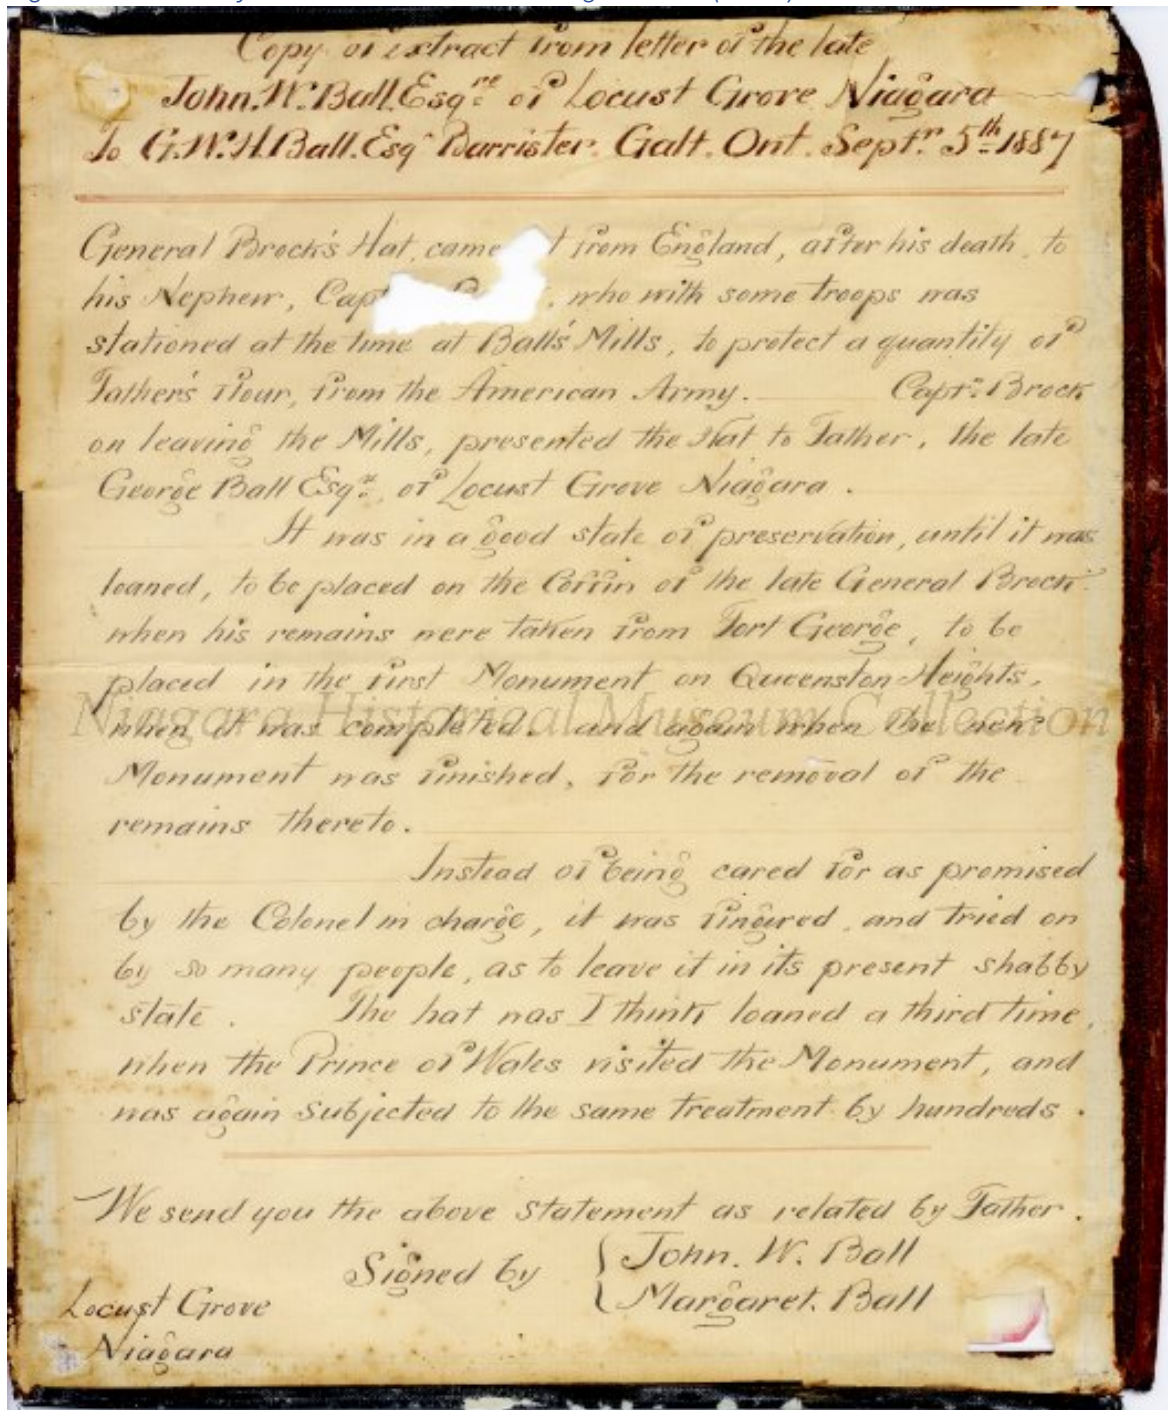 Copy of extract from letter of the late
John. W. Ball. Esqre of Locust Grove Niagara
To G. W. H. Ball. Esqr Barrister. Galt. Ont. Septr. 5th 1887
General Brock's Hat, came t from England, after his death, to
his Nephew, Capt , who with some troops was
stationed at the time at Ball's Mills, to protect a quantity of
Father's flour, from the American Army. Captn. Brock
on leaving the Mills, presented the Hat to Father, the late
George Ball Esqre, of Locust Grove Niagara.
It was in a good state of preservation, until it was
loaned, to be placed on the Coffin of the late General Brock
when his remains were taken from Fort George, to be
placed in the first Monument on Queenston Heights,
Niagara Historical Museum Collection
when it was completed. and again when the new
Monument was finished, for the removal of the
remains thereto.
Instead of being cared for as promised
by the Colonel in charge, it was fingered, and tried on
by so many people, as to leave it in its present shabby
state. The hat was I think loaned a third time,
when the Prince of Wales visited the Monument, and
was again subjected to the same treatment by hundreds.
We send you the above statement as related by Father.
Signed by { John. W. Ball
Margaret. Ball
Locust Grove
Niagara